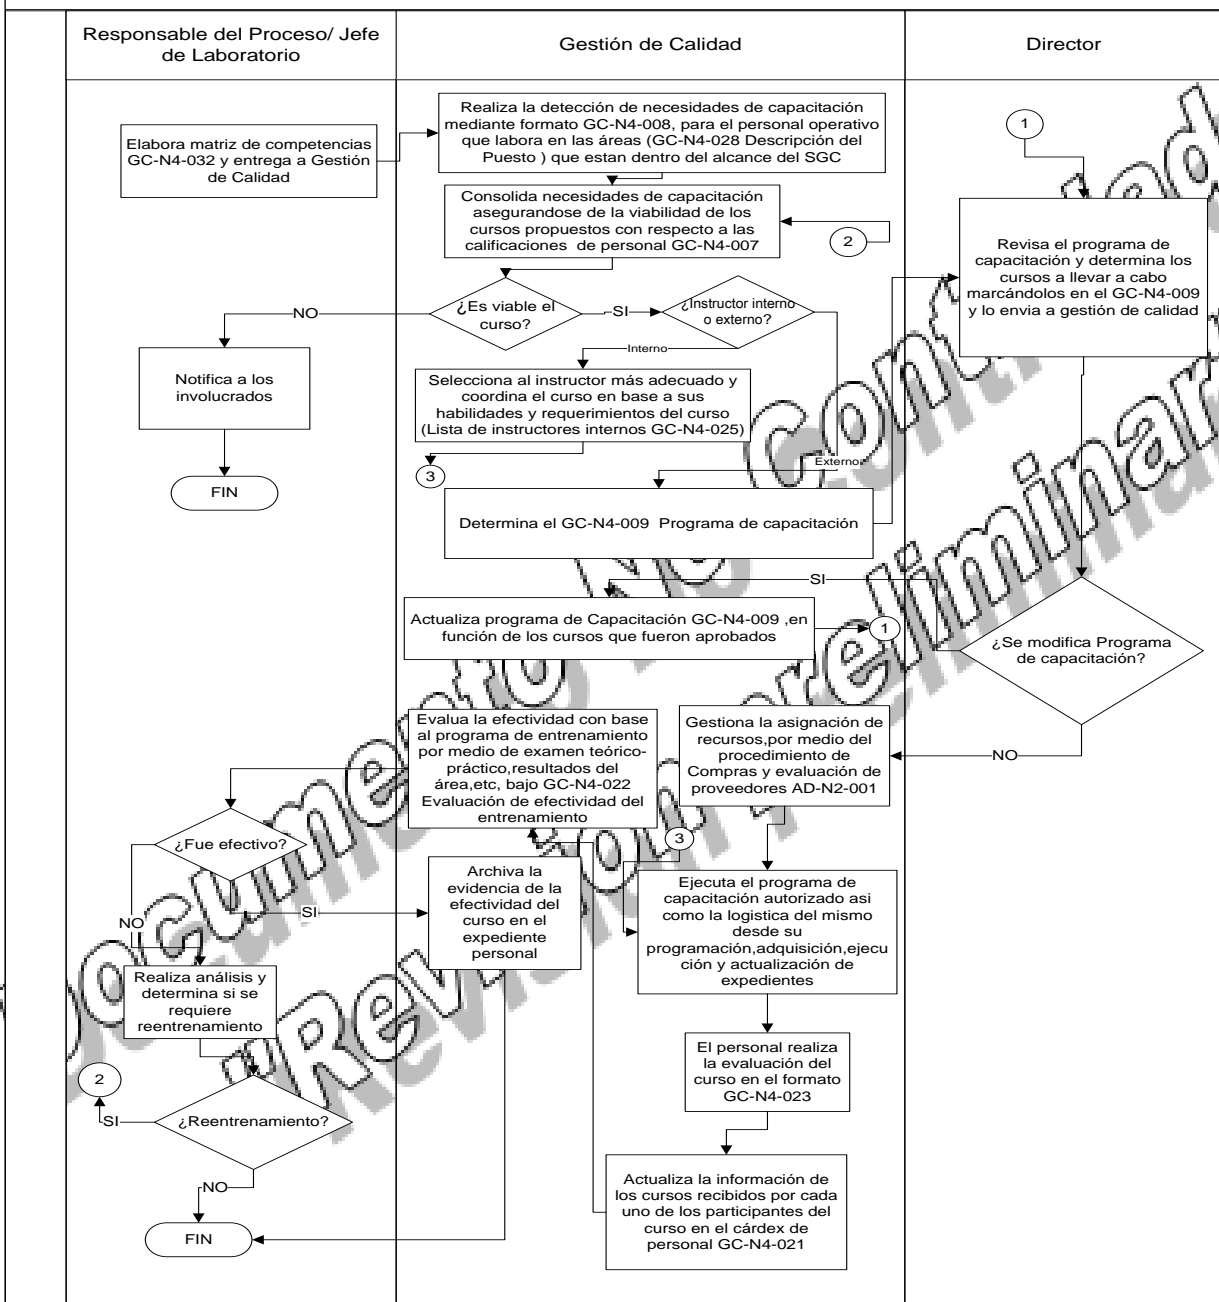 Responsable del Proceso/ Jefe
de Laboratorio
Gestión de Calidad
Director
Elabora matriz de competencias
GC-N4-032 y entrega a Gestión
de Calidad
Realiza la detección de necesidades de capacitación
mediante formato GC-N4-008, para el personal operativo
que labora en las áreas (GC-N4-028 Descripción del
Puesto ) que estan dentro del alcance del SGC
1
Consolida necesidades de capacitación
asegurandose de la viabilidad de los
cursos propuestos con respecto a las
calificaciones de personal GC-N4-007
2
Revisa el programa de
capacitación y determina los
cursos a llevar a cabo
marcándolos en el GC-N4-009
y lo envia a gestión de calidad
¿Es viable el
curso?
NO
SI
¿Instructor interno
o externo?
Interno
Notifica a los
involucrados
FIN
Selecciona al instructor más adecuado y
coordina el curso en base a sus
habilidades y requerimientos del curso
(Lista de instructores internos GC-N4-025)
3
Externo
Determina el GC-N4-009 Programa de capacitación
SI
Actualiza programa de Capacitación GC-N4-009 ,en
función de los cursos que fueron aprobados
1
¿Se modifica Programa
de capacitación?
NO
Evalua la efectividad con base
al programa de entrenamiento
por medio de examen teórico-
práctico,resultados del
área,etc, bajo GC-N4-022
Evaluación de efectividad del
entrenamiento
Gestiona la asignación de
recursos,por medio del
procedimiento de
Compras y evaluación de
proveedores AD-N2-001
3
¿Fue efectivo?
NO
SI
Archiva la
evidencia de la
efectividad del
curso en el
expediente
personal
Ejecuta el programa de
capacitación autorizado asi
como la logistica del mismo
desde su
programación,adquisición,ejecu
ción y actualización de
expedientes
Realiza análisis y
determina si se
requiere
reentrenamiento
El personal realiza
la evaluación del
curso en el formato
GC-N4-023
2
SI
¿Reentrenamiento?
NO
FIN
Actualiza la información de
los cursos recibidos por cada
uno de los participantes del
curso en el cárdex de
personal GC-N4-021
Documento No Controlado
"Revisión preliminar